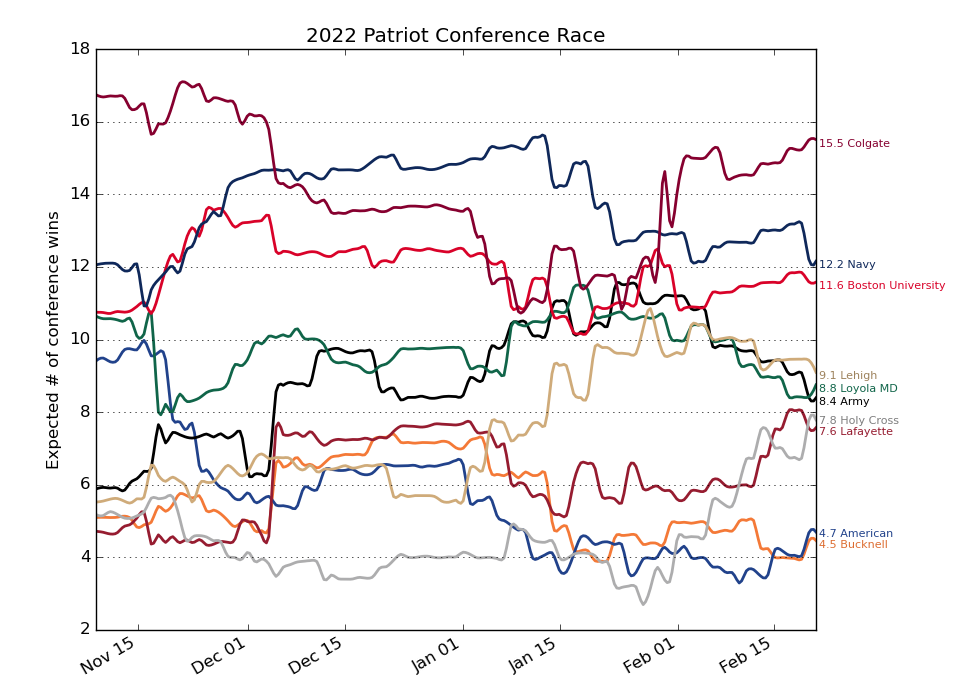 2022 Patriot Conference Race
Expected # of conference wins
18
16
14
12
10
8
6
4
2
Nov 15
Dec 01
Dec 15
Jan 01
Jan 15
Feb 01
Feb 15
15.5 Colgate
12.2 Navy
11.6 Boston University
9.1 Lehigh
8.8 Loyola MD
8.4 Army
7.8 Holy Cross
7.6 Lafayette
4.7 American
4.5 Bucknell